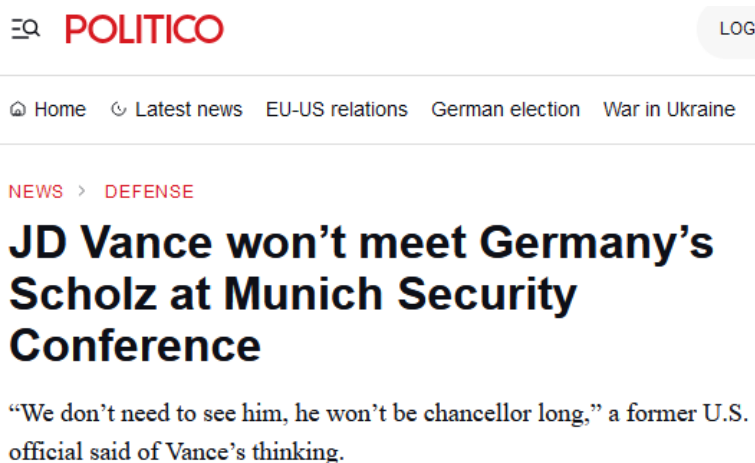 POLITICO
LOG
Home Latest news EU-US relations German election War in Ukraine
NEWS > DEFENSE
JD Vance won’t meet Germany’s
Scholz at Munich Security
Conference
“We don’t need to see him, he won’t be chancellor long,” a former U.S.
official said of Vance’s thinking.